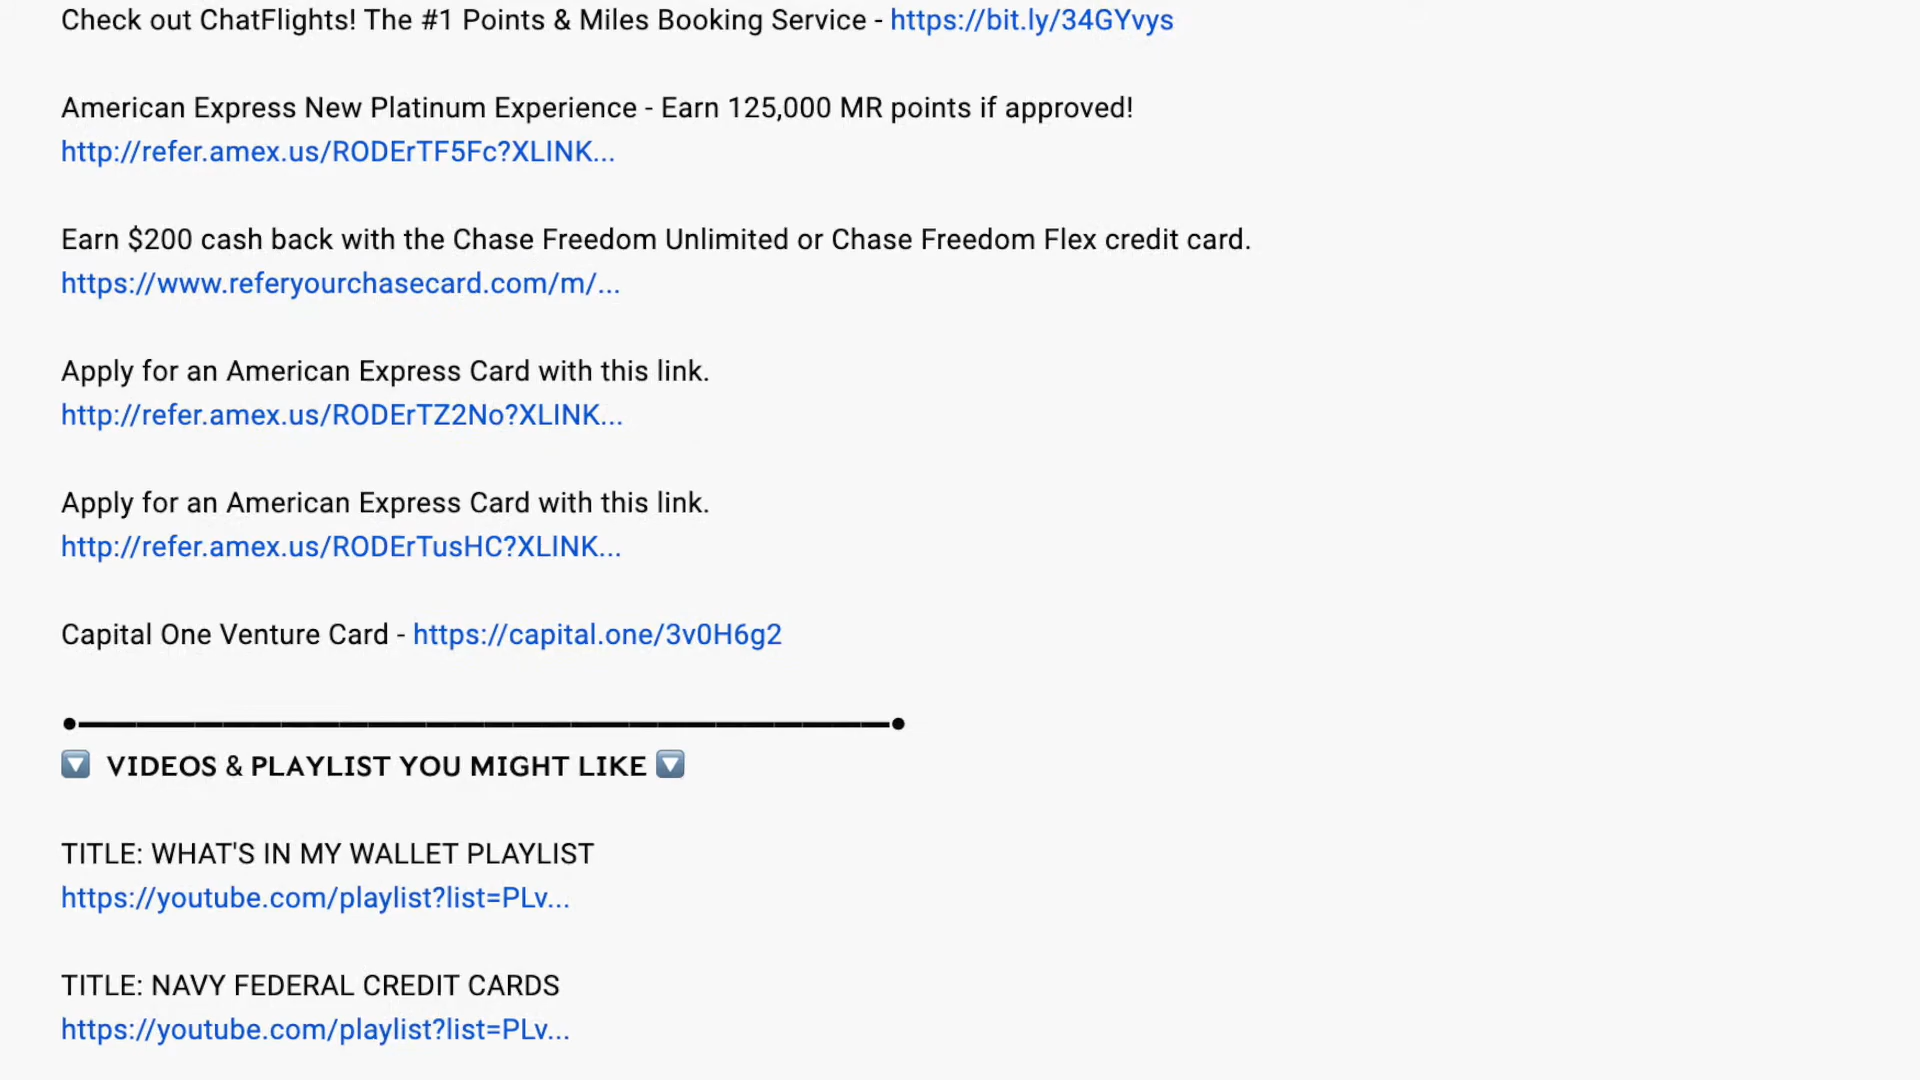 Check out ChatFlights! The #1 Points & Miles Booking Service - https://bit.ly/34GYvys
American Express New Platinum Experience - Earn 125,000 MR points if approved!
http://refer.amex.us/RODErTF5Fc?XLINK...
Earn $200 cash back with the Chase Freedom Unlimited or Chase Freedom Flex credit card.
https://www.referyourchasecard.com/m/...
Apply for an American Express Card with this link.
http://refer.amex.us/RODErTZ2No?XLINK...
Apply for an American Express Card with this link.
http://refer.amex.us/RODErTusHC?XLINK...
Capital One Venture Card - https://capital.one/3v0H6g2
VIDEOS & PLAYLIST YOU MIGHT LIKE
TITLE: WHAT'S IN MY WALLET PLAYLIST
https://youtube.com/playlist?list=PLv...
TITLE: NAVY FEDERAL CREDIT CARDS
https://youtube.com/playlist?list=PLv...